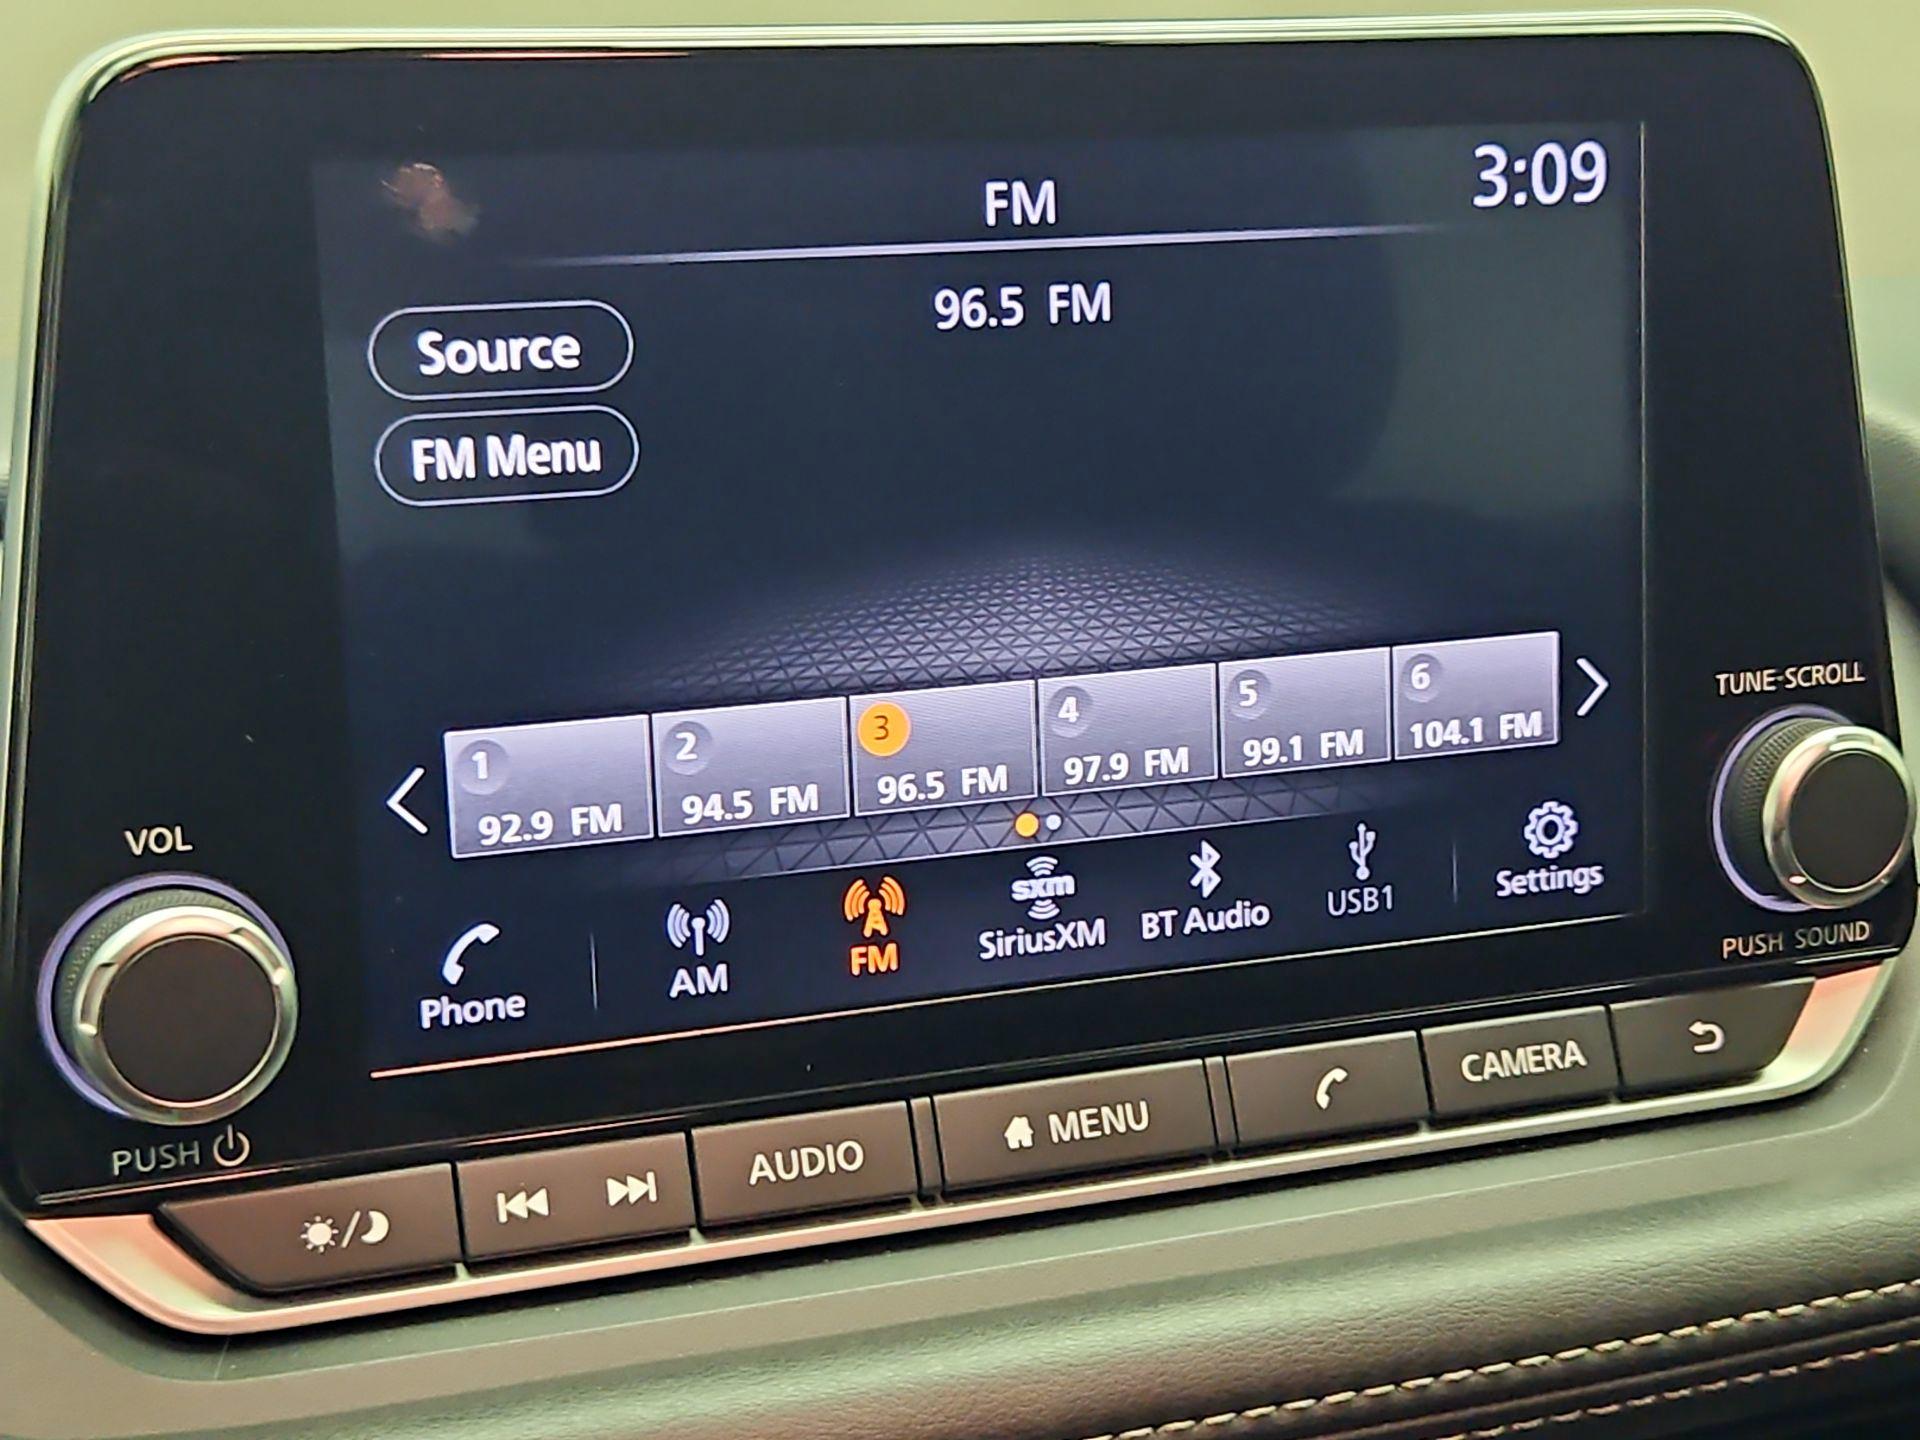 FM
3:09
96.5 FM
Source
FM Menu
1
92.9 FM
2
94.5 FM
3
96.5 FM
4
97.9 FM
5
99.1 FM
6
104.1 FM
TUNE·SCROLL
VOL
Phone
AM
FM
sxm
SiriusXM
BT Audio
USB1
Settings
PUSH SOUND
PUSH
AUDIO
MENU
CAMERA